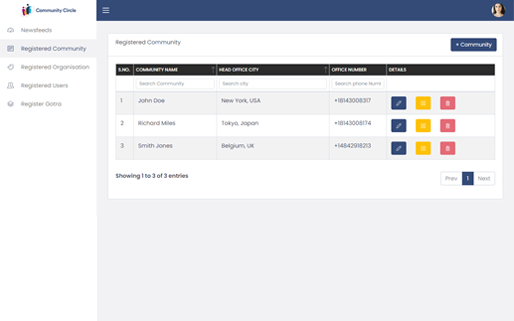 Community Circle
Newsfeeds
Registered Community
Registered Organisation
Registered Users
Register Gotra
Registered Community
+ Community
S.NO. COMMUNITY NAME HEAD OFFICE CITY OFFICE NUMBER DETAILS
Search Community Search city Search phone Num
1 John Doe New York, USA +18143008317
2 Richard Miles Tokyo, Japan +18143008174
3 Smith Jones Belgium, UK +14842918213
Showing 1 to 3 of 3 entries
Prev 1 Next